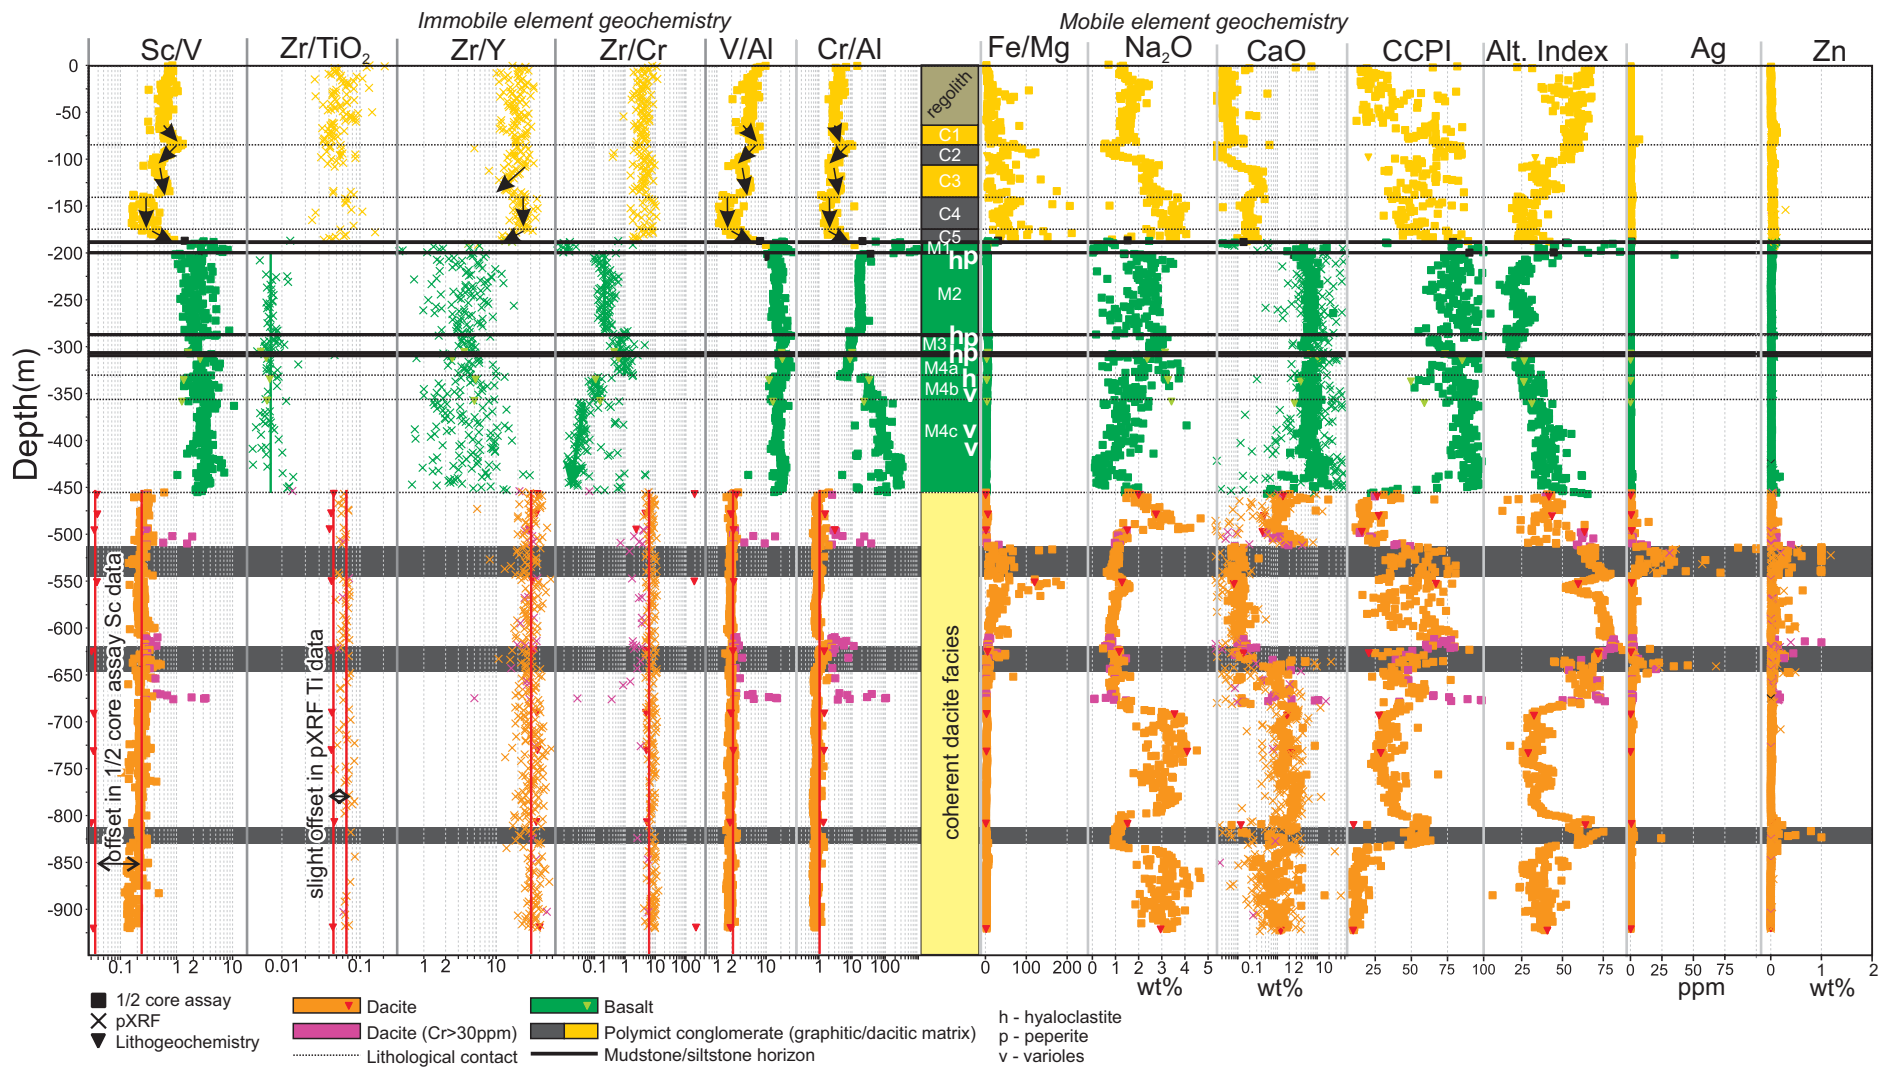 Immobile element geochemistry
Mobile element geochemistry
Sc/V Zr/TiO2 Zr/Y Zr/Cr V/Al Cr/Al Fe/Mg Na2O CaO CCPI Alt. Index Ag Zn
Depth(m)
0
-50
-100
-150
-200
-250
-300
-350
-400
-450
-500
-550
-600
-650
-700
-750
-800
-850
-900
regolith
C1
C2
C3
C4
C5
M1
hp
M2
hp
M3
hp
M4a
h
M4b
v
M4c v
v
coherent dacite facies
offset in 1/2 core assay Sc data
slight offset in pXRF Ti data
0.1 1 2 10 0.01 0.1 1 2 10 0.1 1 10 100 1 2 10 1 10 100 0 100 200 0 1 2 3 4 5 0.1 1 2 10 25 50 75 100 25 50 75 0 25 50 75 0 1 2
wt% wt% ppm wt%
1/2 core assay
pXRF
Lithogeochemistry
Dacite
Dacite (Cr>30ppm)
Lithological contact
Basalt
Polymict conglomerate (graphitic/dacitic matrix)
Mudstone/siltstone horizon
h - hyaloclastite
p - peperite
v - varioles